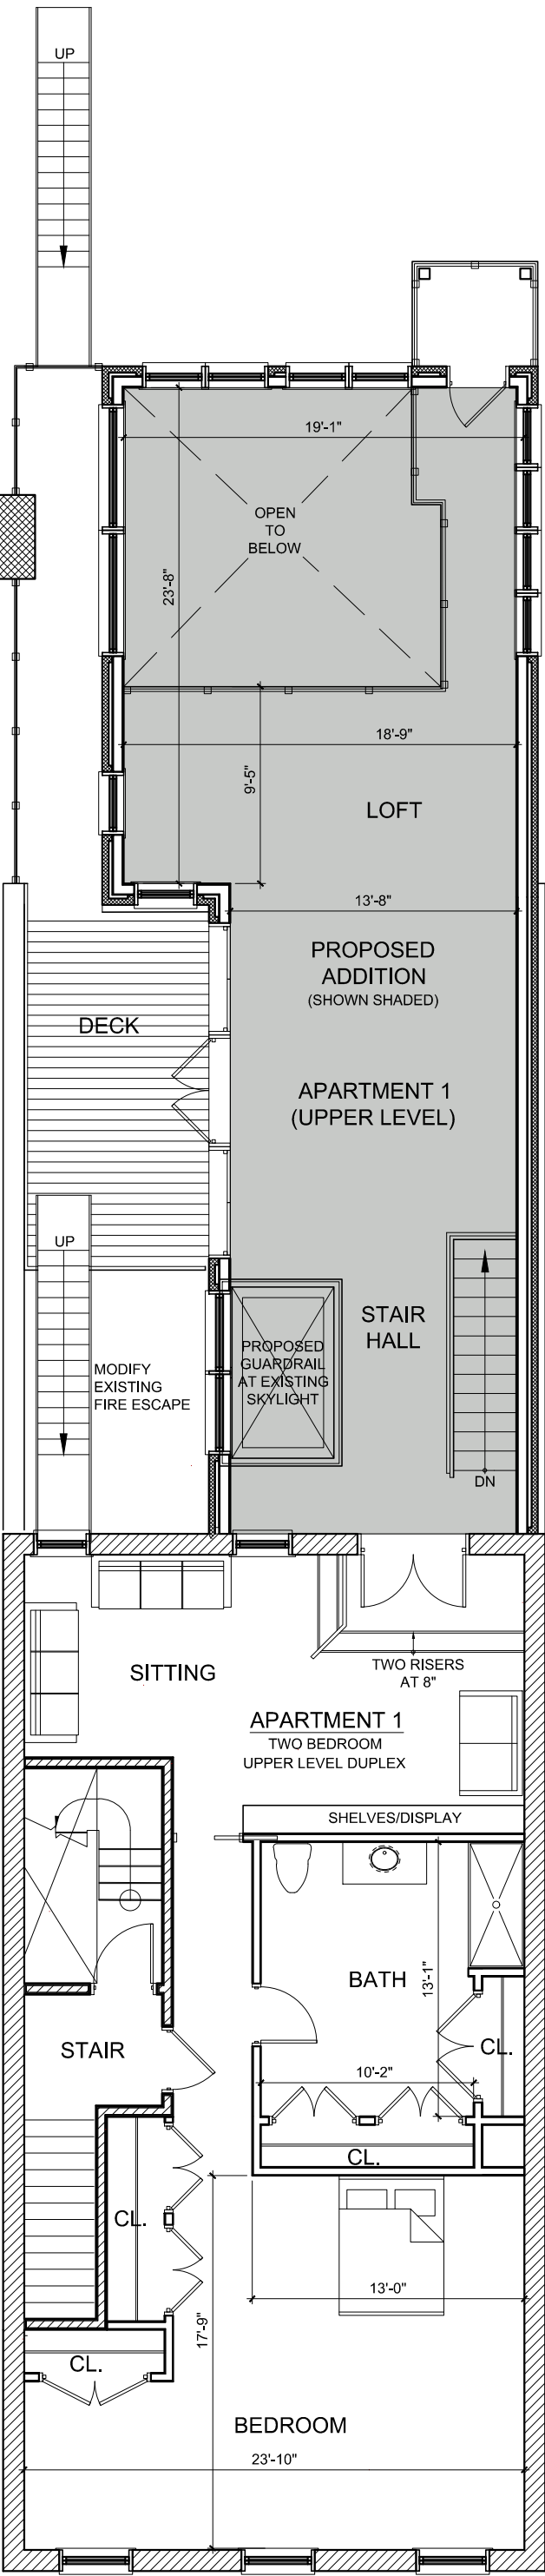 UP
19'-1"
OPEN
TO
BELOW
23'-8"
18'-9"
9'-5"
LOFT
13'-8"
PROPOSED
ADDITION
(SHOWN SHADED)
DECK
APARTMENT 1
(UPPER LEVEL)
UP
STAIR
HALL
PROPOSED
GUARDRAIL
AT EXISTING
SKYLIGHT
MODIFY
EXISTING
FIRE ESCAPE
DN
TWO RISERS
AT 8"
SITTING
APARTMENT 1
TWO BEDROOM
UPPER LEVEL DUPLEX
SHELVES/DISPLAY
BATH
13'-1"
STAIR
CL.
10'-2"
CL.
CL.
13'-0"
17'-9"
CL.
BEDROOM
23'-10"